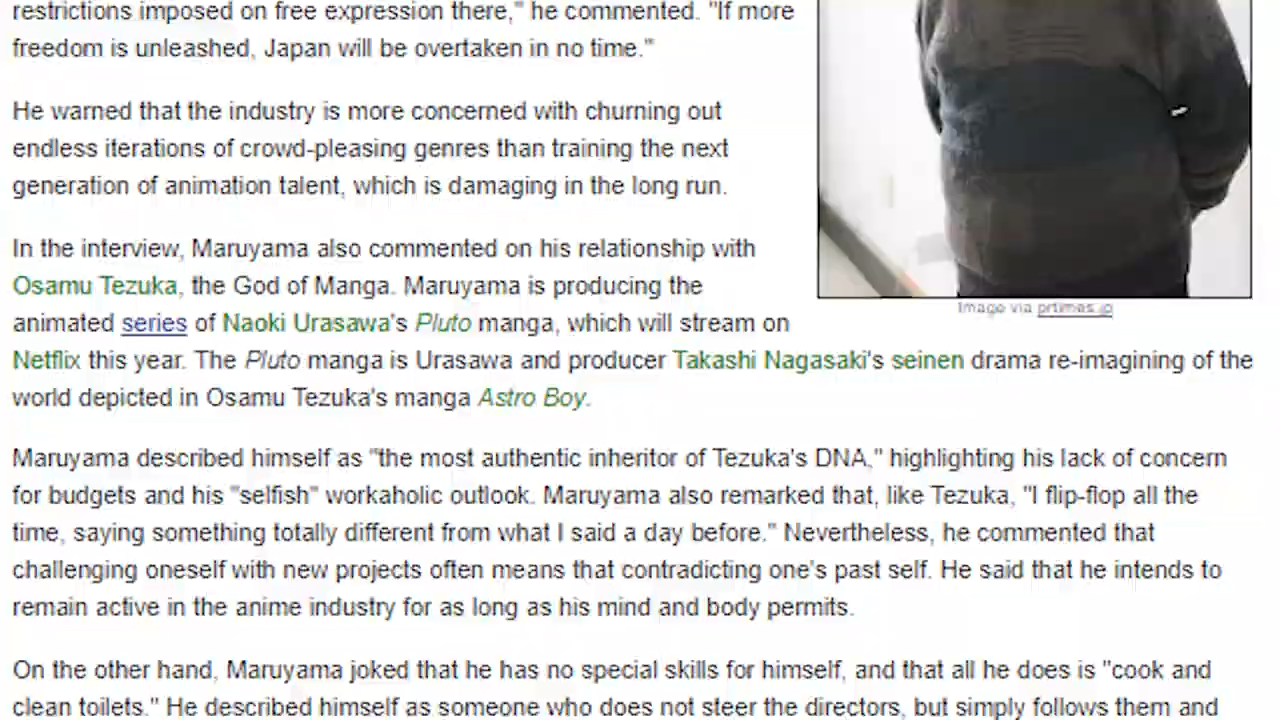 restrictions imposed on free expression there," he commented. "If more
freedom is unleashed, Japan will be overtaken in no time."
He warned that the industry is more concerned with churning out
endless iterations of crowd-pleasing genres than training the next
generation of animation talent, which is damaging in the long run.
In the interview, Maruyama also commented on his relationship with
Osamu Tezuka, the God of Manga. Maruyama is producing the
animated series of Naoki Urasawa's Pluto manga, which will stream on
Netflix this year. The Pluto manga is Urasawa and producer Takashi Nagasaki's seinen drama re-imagining of the
world depicted in Osamu Tezuka's manga Astro Boy.
Image via prtimes.jp
Maruyama described himself as "the most authentic inheritor of Tezuka's DNA," highlighting his lack of concern
for budgets and his "selfish" workaholic outlook. Maruyama also remarked that, like Tezuka, "I flip-flop all the
time, saying something totally different from what I said a day before." Nevertheless, he commented that
challenging oneself with new projects often means that contradicting one's past self. He said that he intends to
remain active in the anime industry for as long as his mind and body permits.
On the other hand, Maruyama joked that he has no special skills for himself, and that all he does is "cook and
clean toilets." He described himself as someone who does not steer the directors, but simply follows them and